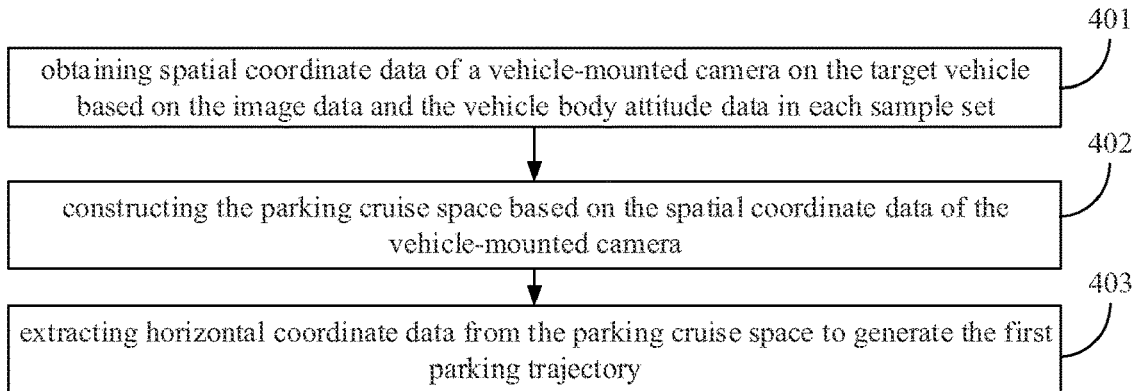 401
obtaining spatial coordinate data of a vehicle-mounted camera on the target vehicle
based on the image data and the vehicle body attitude data in each sample set
402
constructing the parking cruise space based on the spatial coordinate data of the
vehicle-mounted camera
403
extracting horizontal coordinate data from the parking cruise space to generate the first
parking trajectory